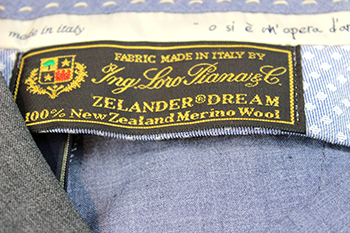 made in italy
o si è un'opera d'ar
FABRIC MADE IN ITALY BY
Ing. Loro Piana & C
ZELANDER® DREAM
100% New Zealand Merino Wool